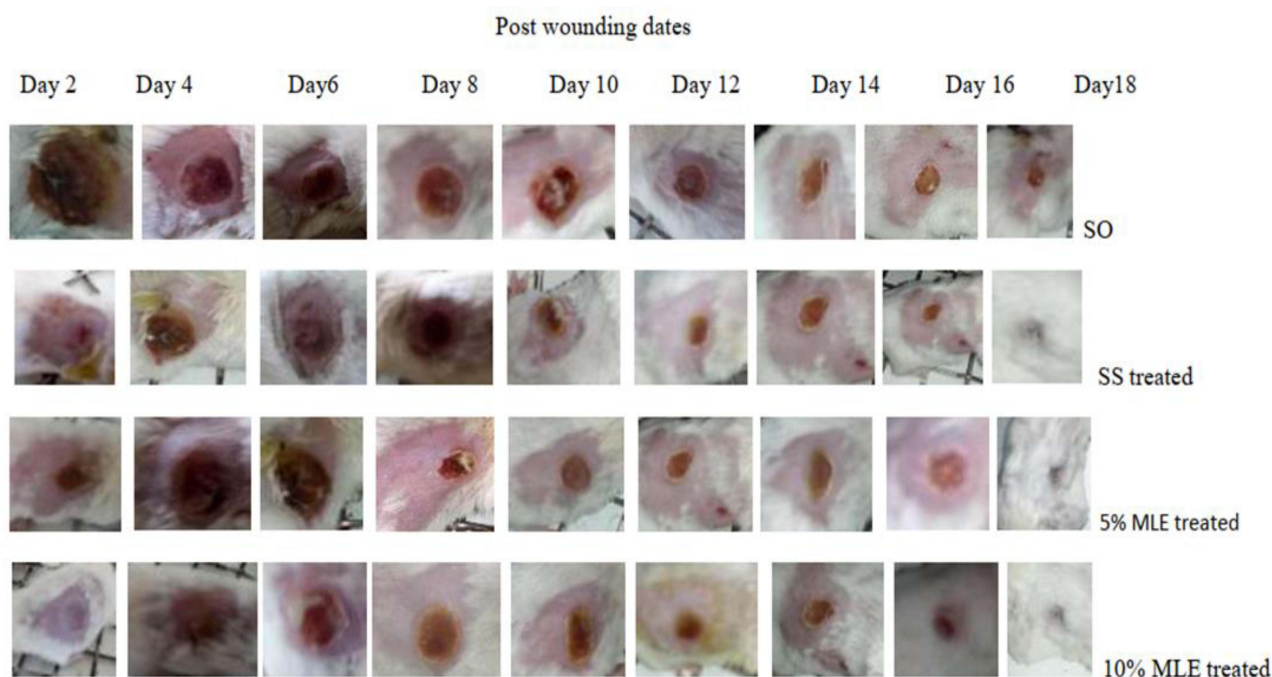 Post wounding dates
Day 2 Day 4 Day6 Day 8 Day 10 Day 12 Day 14 Day 16 Day18
SO
SS treated
5% MLE treated
10% MLE treated